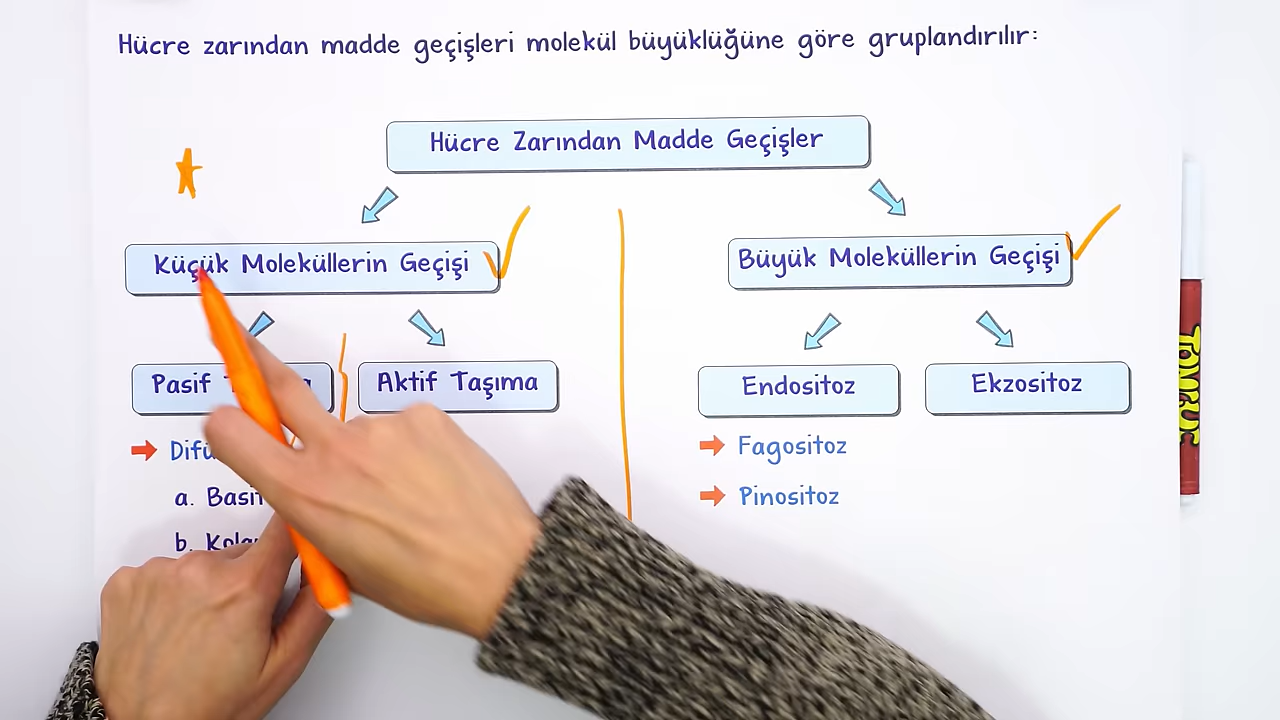 Hücre zarından madde geçişleri molekül büyüklüğüne göre gruplandırılır:
Hücre Zarından Madde Geçişler
Küçük Moleküllerin Geçişi
Büyük Moleküllerin Geçişi
Pasif
Aktif Taşıma
Endositoz
Ekzositoz
a. Basit
b.
Fagositoz
Pinositoz